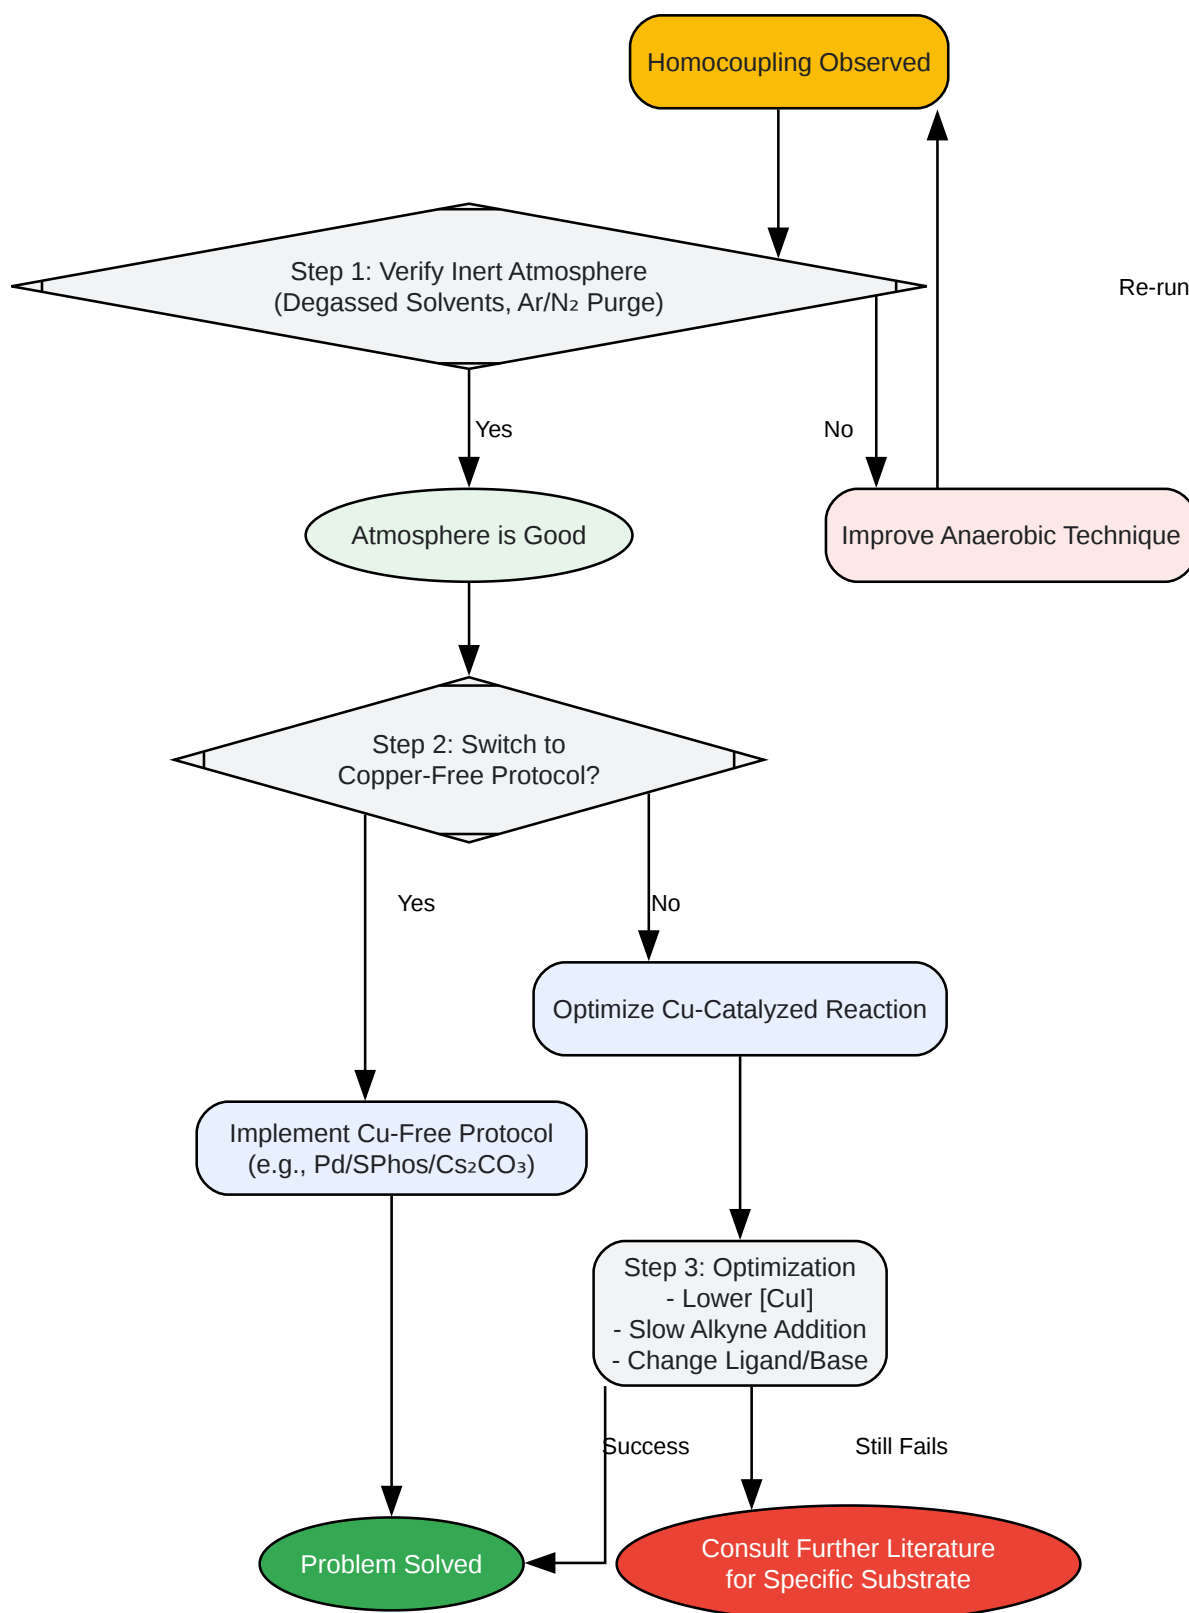 Homocoupling Observed
Step 1: Verify Inert Atmosphere
(Degassed Solvents, Ar/N₂ Purge)
Re-run
Yes
No
Atmosphere is Good
Improve Anaerobic Technique
Step 2: Switch to
Copper-Free Protocol?
Yes
No
Optimize Cu-Catalyzed Reaction
Implement Cu-Free Protocol
(e.g., Pd/SPhos/Cs₂CO₃)
Step 3: Optimization
- Lower [CuI]
- Slow Alkyne Addition
- Change Ligand/Base
Success
Still Fails
Problem Solved
Consult Further Literature
for Specific Substrate